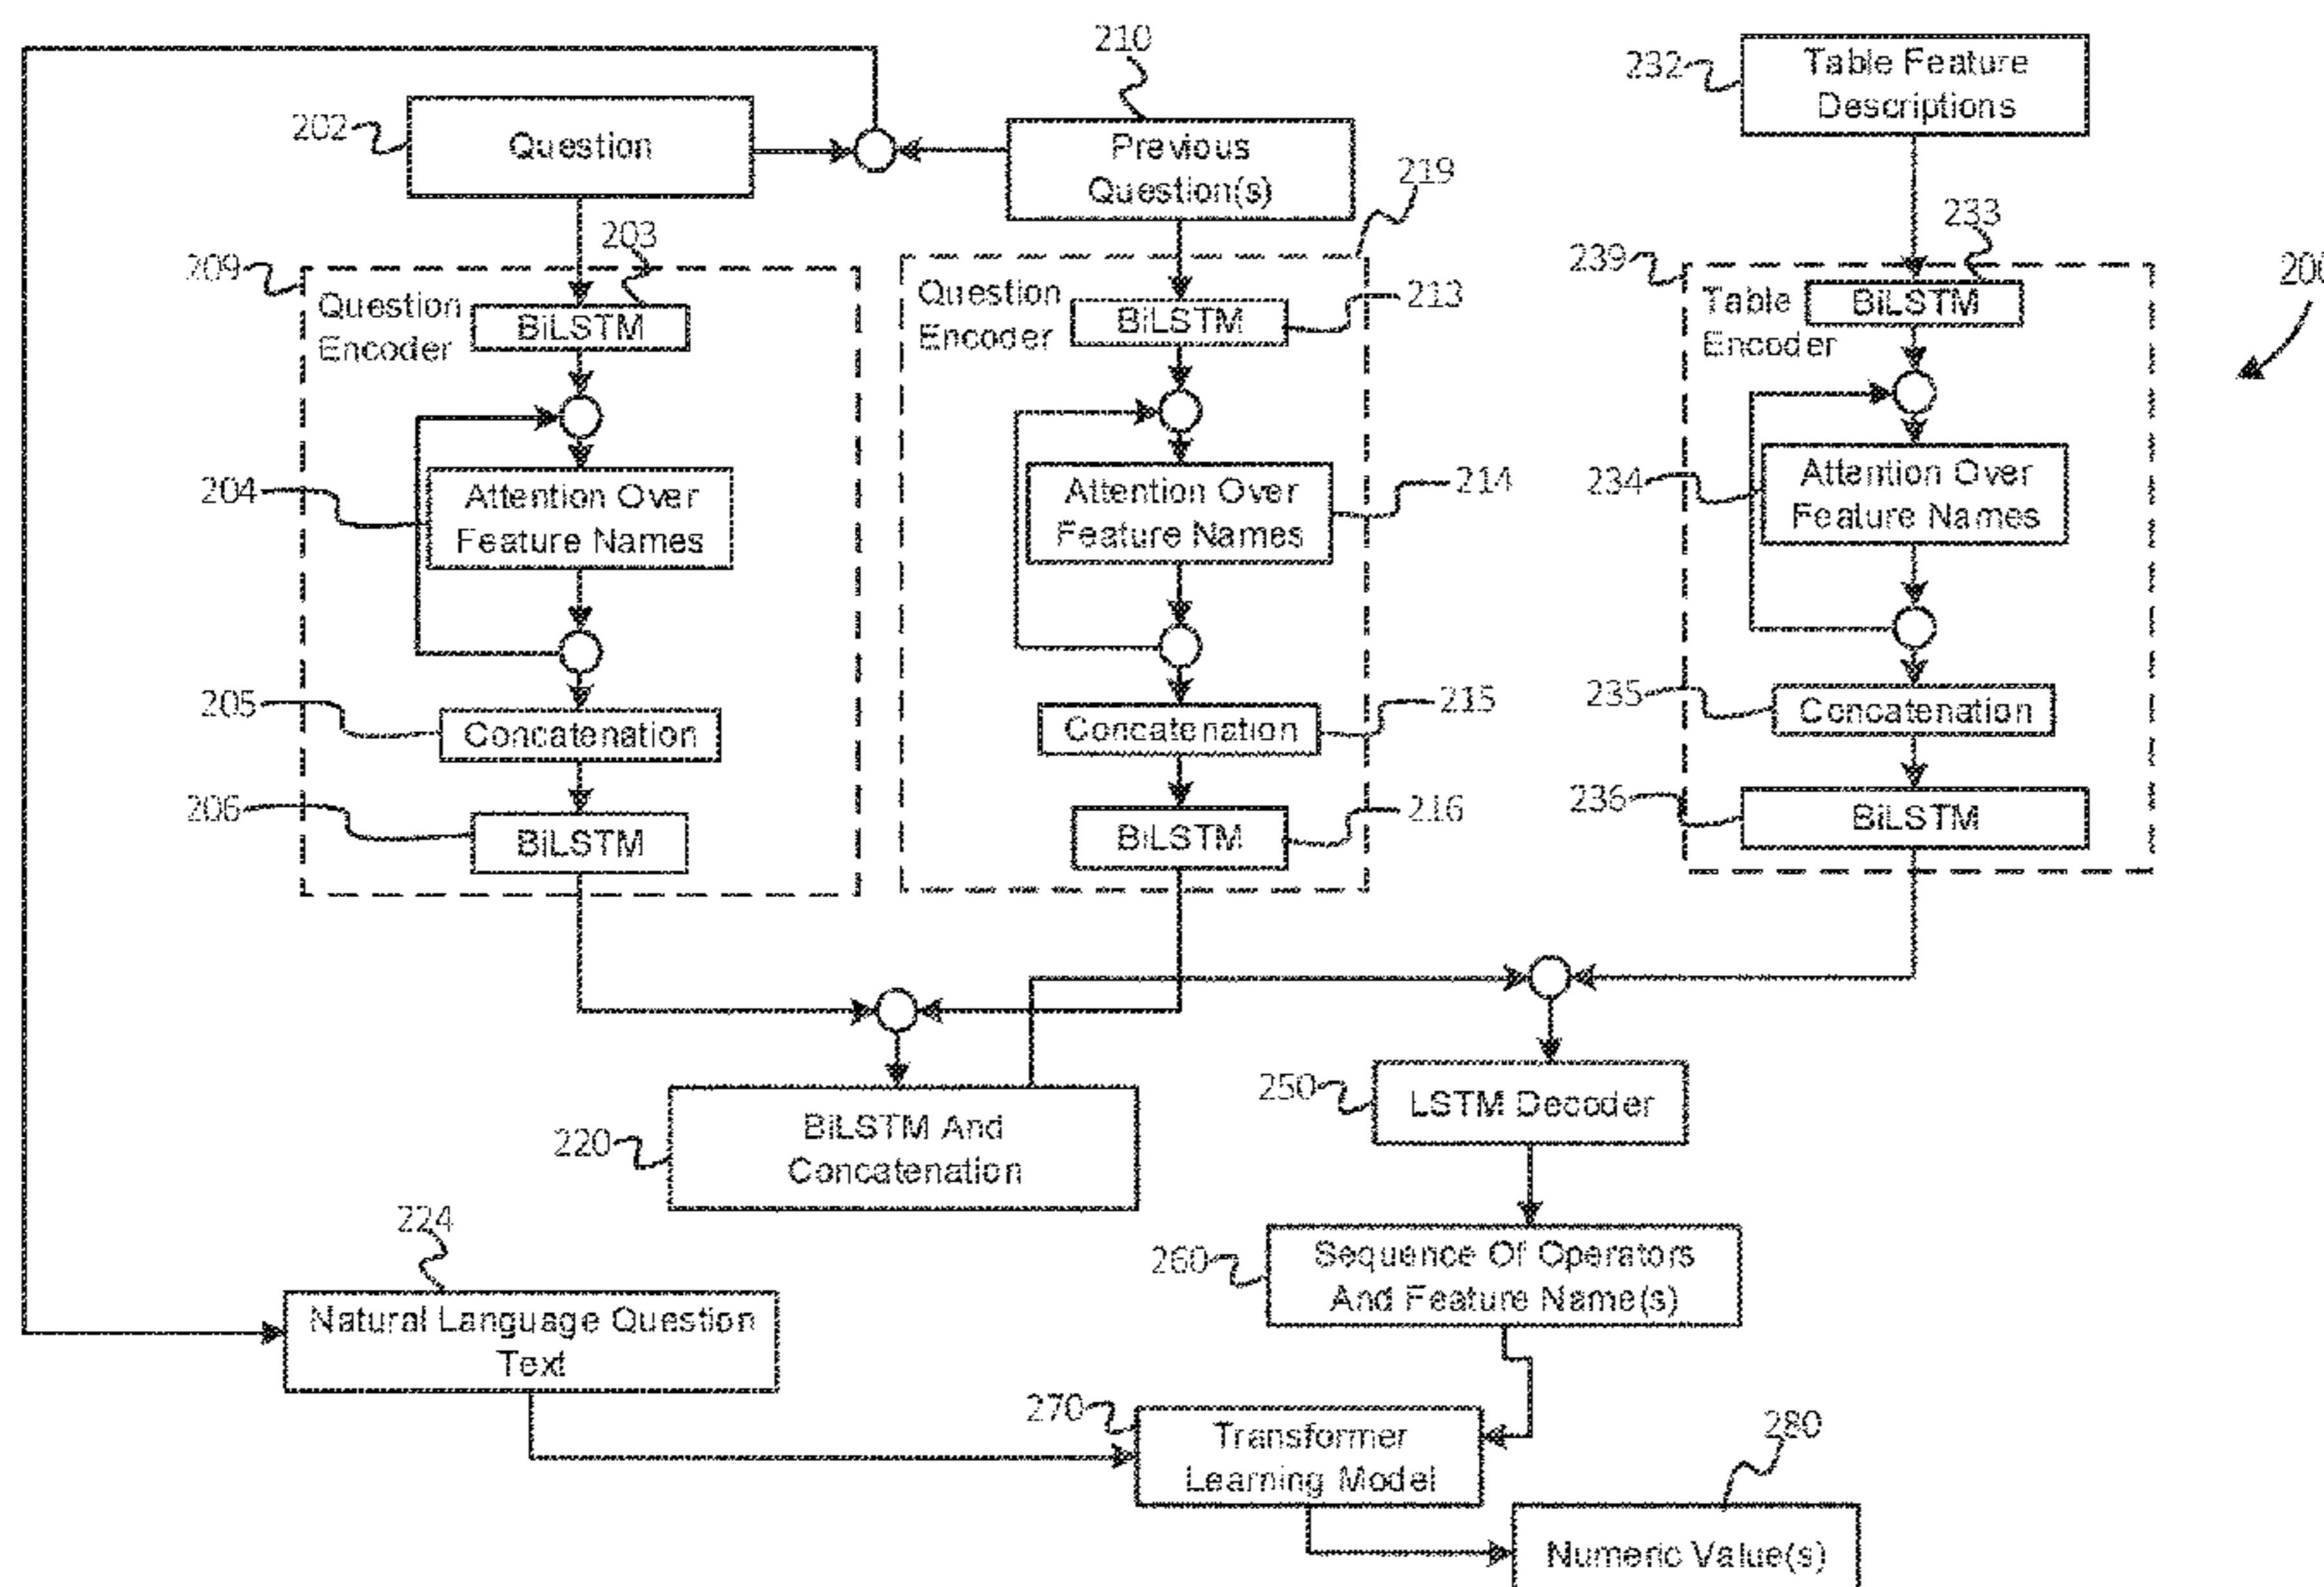 210
232
Table Feature
Descriptions
202
Question
Previous
Question(s)
219
203
233
209
Question
Encoder
BiLSTM
Question
Encoder
BiLSTM
213
239
Table
Encoder
BiLSTM
200
204
Attention Over
Feature Names
Attention Over
Feature Names
214
234
Attention Over
Feature Names
205
Concatenation
Concatenation
215
235
Concatenation
206
BiLSTM
BiLSTM
216
236
BiLSTM
220
BiLSTM And
Concatenation
250
LSTM Decoder
224
Natural Language Question
Text
260
Sequence Of Operators
And Feature Name(s)
270
Transformer
Learning Model
280
Numeric Value(s)